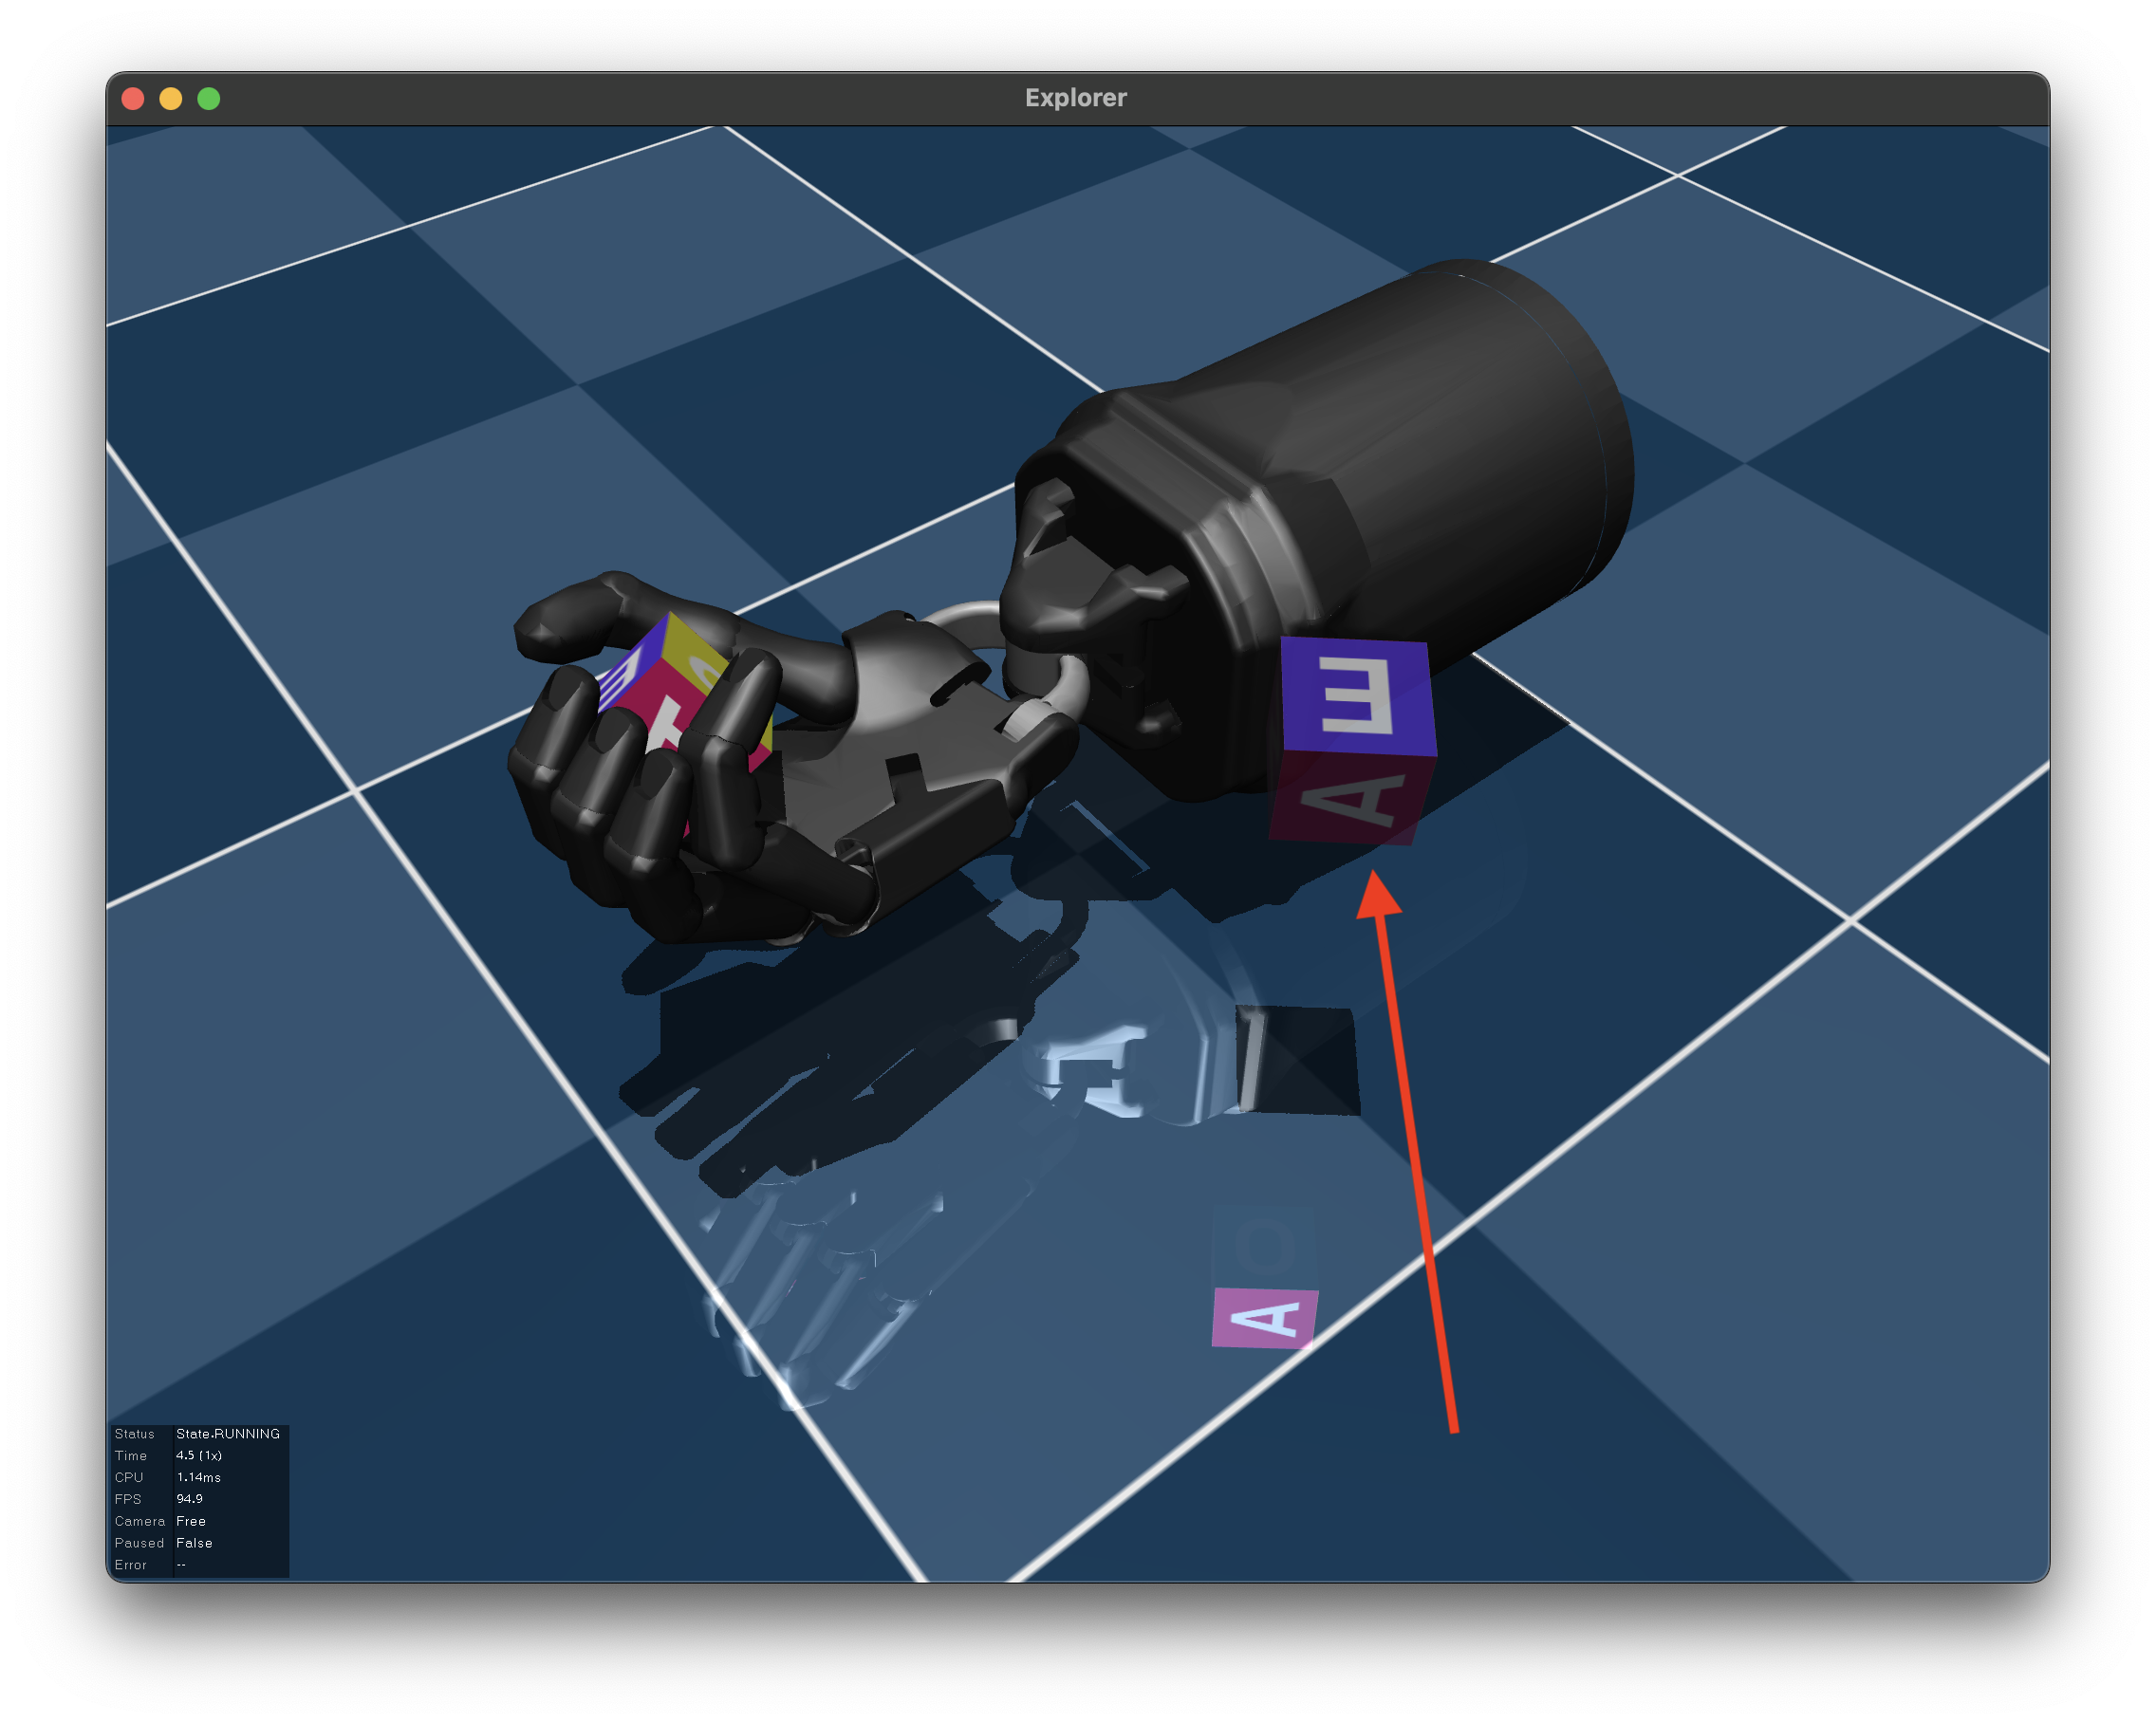 Explorer
E
T
E
A
O
A
Status State.RUNNING
Time 4.5 (1x)
CPU 1.14ms
FPS 94.9
Camera Free
Paused False
Error --